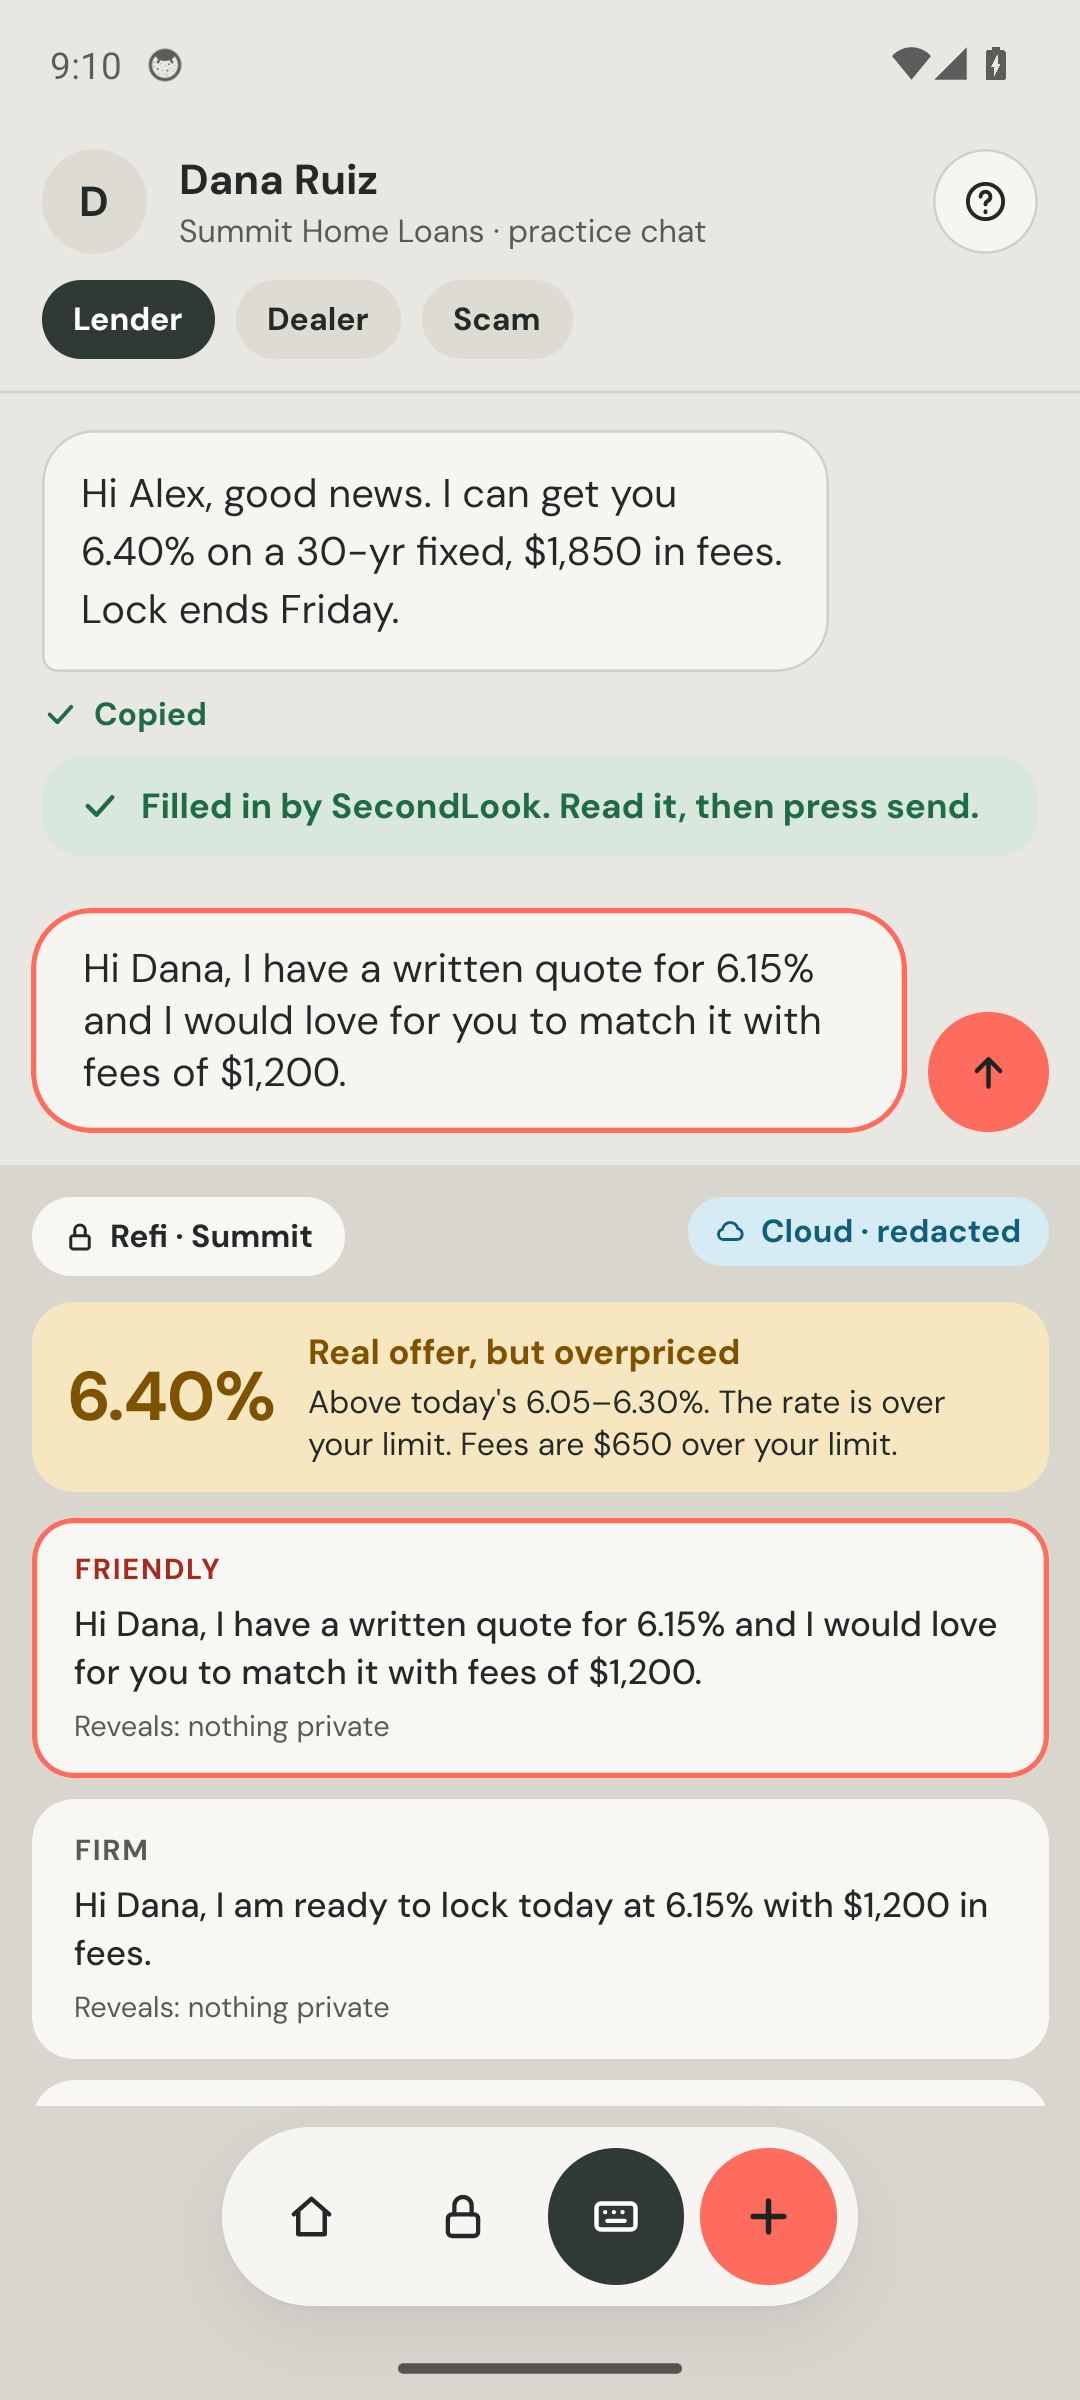 9:10
D
Dana Ruiz
Summit Home Loans · practice chat
Lender
Dealer
Scam
Hi Alex, good news. I can get you
6.40% on a 30-yr fixed, $1,850 in fees.
Lock ends Friday.
Copied
Filled in by SecondLook. Read it, then press send.
Hi Dana, I have a written quote for 6.15%
and I would love for you to match it with
fees of $1,200.
Refi · Summit
Cloud · redacted
6.40%
Real offer, but overpriced
Above today's 6.05–6.30%. The rate is over
your limit. Fees are $650 over your limit.
FRIENDLY
Hi Dana, I have a written quote for 6.15% and I would love
for you to match it with fees of $1,200.
Reveals: nothing private
FIRM
Hi Dana, I am ready to lock today at 6.15% with $1,200 in
fees.
Reveals: nothing private